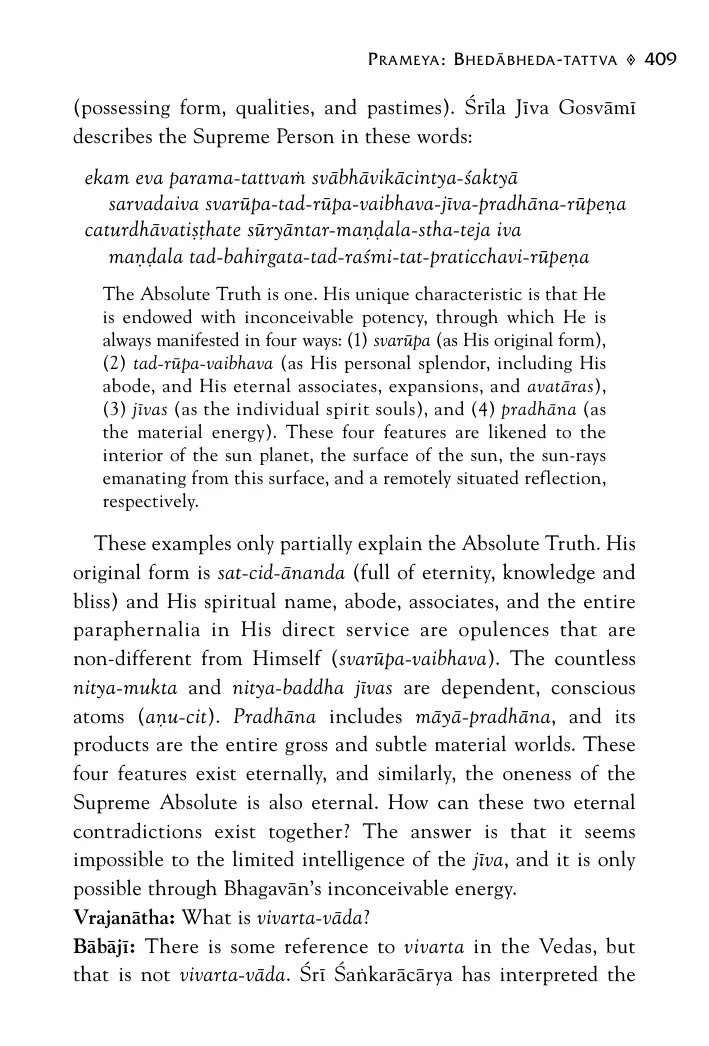 PRAMEYA: BHEDĀBHEDA-TATTVA ◊ 409
(possessing form, qualities, and pastimes). Śrīla Jīva Gosvāmī
describes the Supreme Person in these words:
ekam eva parama-tattvaṁ svābhāvikācintya-śaktyā
sarvadaiva svarūpa-tad-rūpa-vaibhava-jīva-pradhāna-rūpeṇa
caturdhāvatiṣṭhate sūryāntar-maṇḍala-stha-teja iva
maṇḍala tad-bahirgata-tad-raśmi-tat-praticchavi-rūpeṇa
The Absolute Truth is one. His unique characteristic is that He
is endowed with inconceivable potency, through which He is
always manifested in four ways: (1) svarūpa (as His original form),
(2) tad-rūpa-vaibhava (as His personal splendor, including His
abode, and His eternal associates, expansions, and avatāras),
(3) jīvas (as the individual spirit souls), and (4) pradhāna (as
the material energy). These four features are likened to the
interior of the sun planet, the surface of the sun, the sun-rays
emanating from this surface, and a remotely situated reflection,
respectively.
These examples only partially explain the Absolute Truth. His
original form is sat-cid-ānanda (full of eternity, knowledge and
bliss) and His spiritual name, abode, associates, and the entire
paraphernalia in His direct service are opulences that are
non-different from Himself (svarūpa-vaibhava). The countless
nitya-mukta and nitya-baddha jīvas are dependent, conscious
atoms (aṇu-cit). Pradhāna includes māyā-pradhāna, and its
products are the entire gross and subtle material worlds. These
four features exist eternally, and similarly, the oneness of the
Supreme Absolute is also eternal. How can these two eternal
contradictions exist together? The answer is that it seems
impossible to the limited intelligence of the jīva, and it is only
possible through Bhagavān’s inconceivable energy.
Vrajanātha: What is vivarta-vāda?
Bābājī: There is some reference to vivarta in the Vedas, but
that is not vivarta-vāda. Śrī Śaṅkarācārya has interpreted the